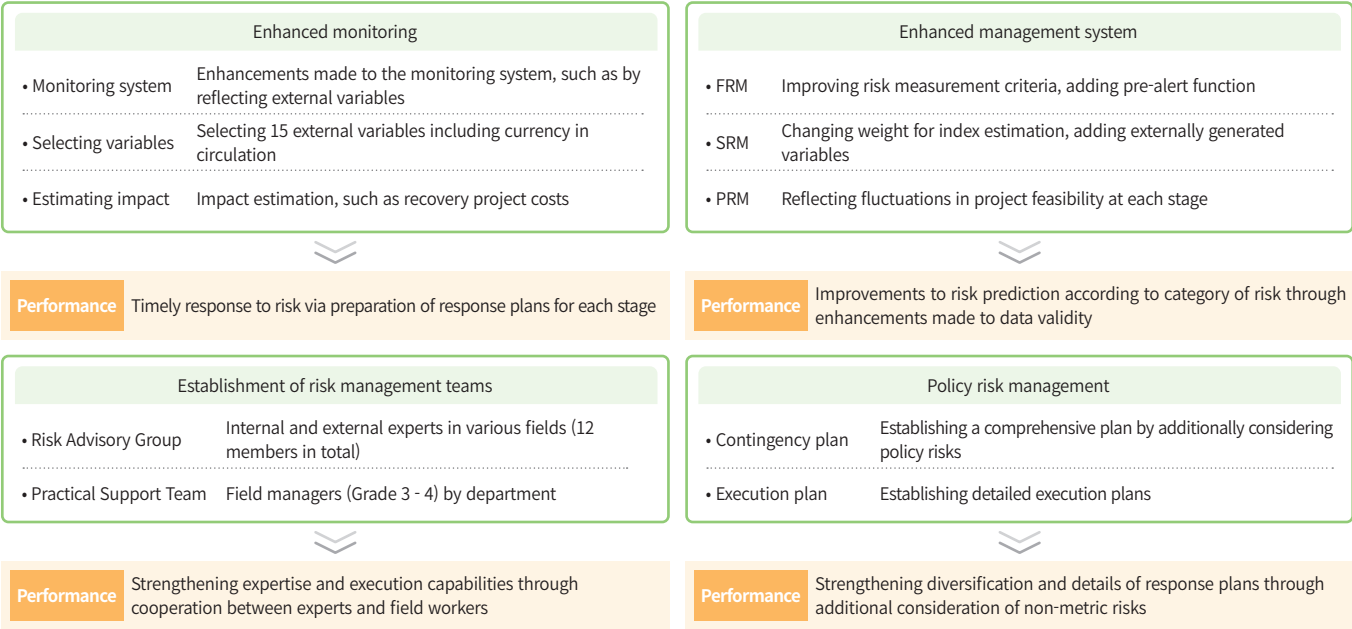 Enhanced monitoring
• Monitoring system
Enhancements made to the monitoring system, such as by
reflecting external variables
• Selecting variables
Selecting 15 external variables including currency in
circulation
• Estimating impact
Impact estimation, such as recovery project costs
Performance
Timely response to risk via preparation of response plans for each stage
Enhanced management system
• FRM
Improving risk measurement criteria, adding pre-alert function
• SRM
Changing weight for index estimation, adding externally generated
variables
• PRM
Reflecting fluctuations in project feasibility at each stage
Performance
Improvements to risk prediction according to category of risk through
enhancements made to data validity
Establishment of risk management teams
• Risk Advisory Group
Internal and external experts in various fields (12
members in total)
• Practical Support Team
Field managers (Grade 3 - 4) by department
Performance
Strengthening expertise and execution capabilities through
cooperation between experts and field workers
Policy risk management
• Contingency plan
Establishing a comprehensive plan by additionally considering
policy risks
• Execution plan
Establishing detailed execution plans
Performance
Strengthening diversification and details of response plans through
additional consideration of non-metric risks